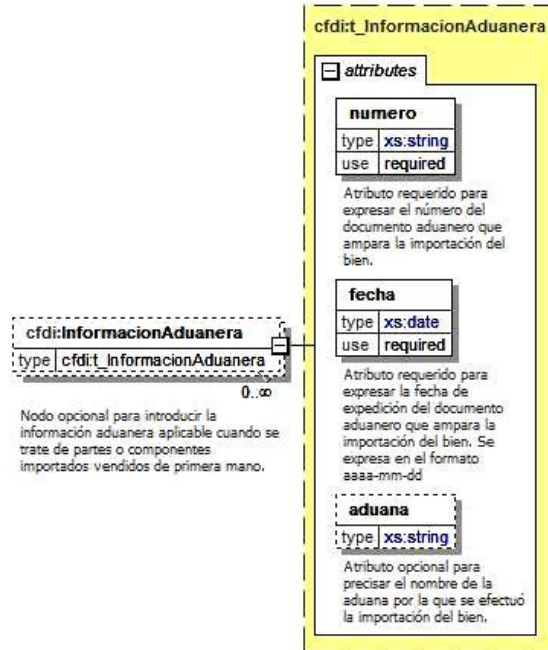 cfdi:t_InformacionAduanera
attributes
numero
type xs:string
use required
Atributo requerido para
expresar el número del
documento aduanero que
ampara la importación del
bien.
fecha
type xs:date
use required
Atributo requerido para
expresar la fecha de
expedición del documento
aduanero que ampara la
importación del bien. Se
expresa en el formato
aaaa-mm-dd
aduana
type xs:string
Atributo opcional para
precisar el nombre de la
aduana por la que se efectuó
la importación del bien.
cfdi:InformacionAduanera
type cfdi:t_InformacionAduanera
0..∞
Nodo opcional para introducir la
información aduanera aplicable cuando se
trate de partes o componentes
importados vendidos de primera mano.